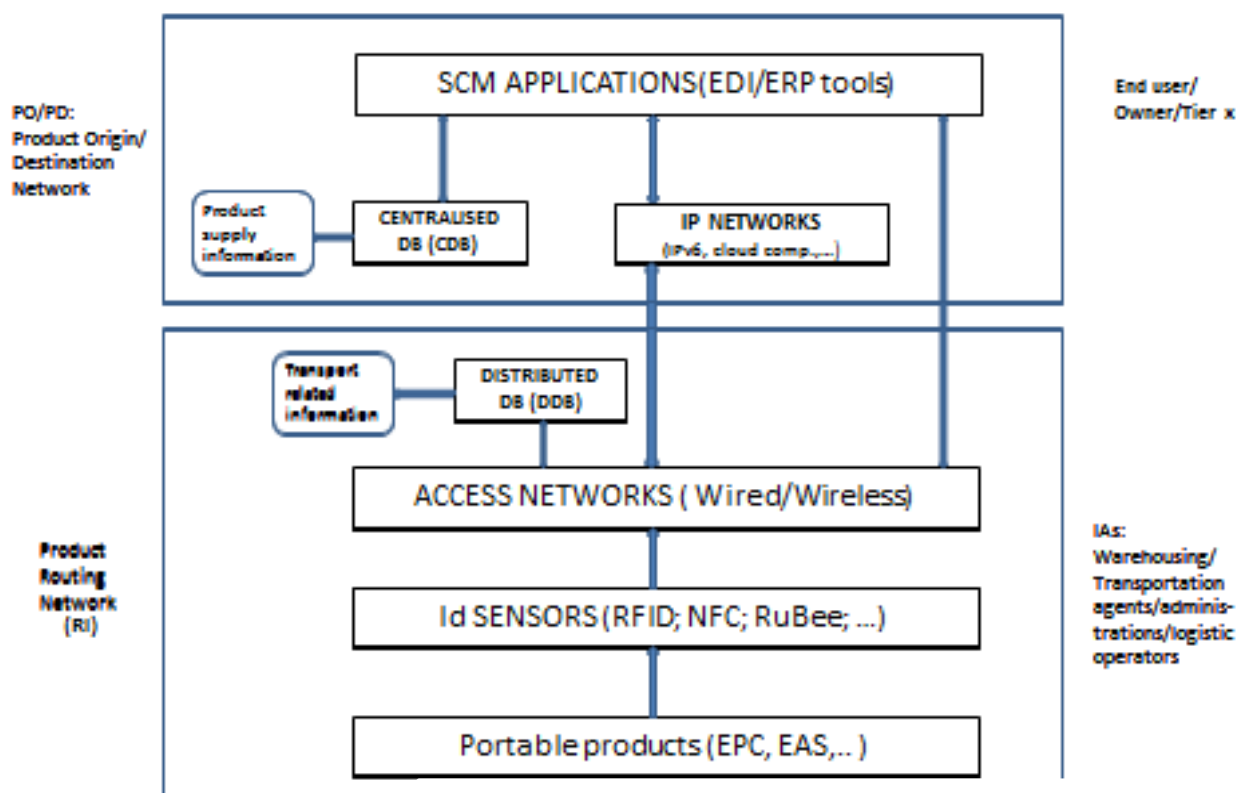 SCM APPLICATIONS(EDI/ERP tools)
PO/PD:
Product Origin/
Destination
Network
End user/
Owner/Tier x
Product
supply
information
CENTRALISED
DB (CDB)
IP NETWORKS
(IPv6, cloud comp.,...)
Transport
related
information
DISTRIBUTED
DB (DDB)
ACCESS NETWORKS ( Wired/Wireless)
Product
Routing
Network
(RI)
IAs:
Warehousing/
Transportation
agents/adminis-
trations/logistic
operators
Id SENSORS (RFID; NFC; RuBee; ...)
Portable products (EPC, EAS,.. )